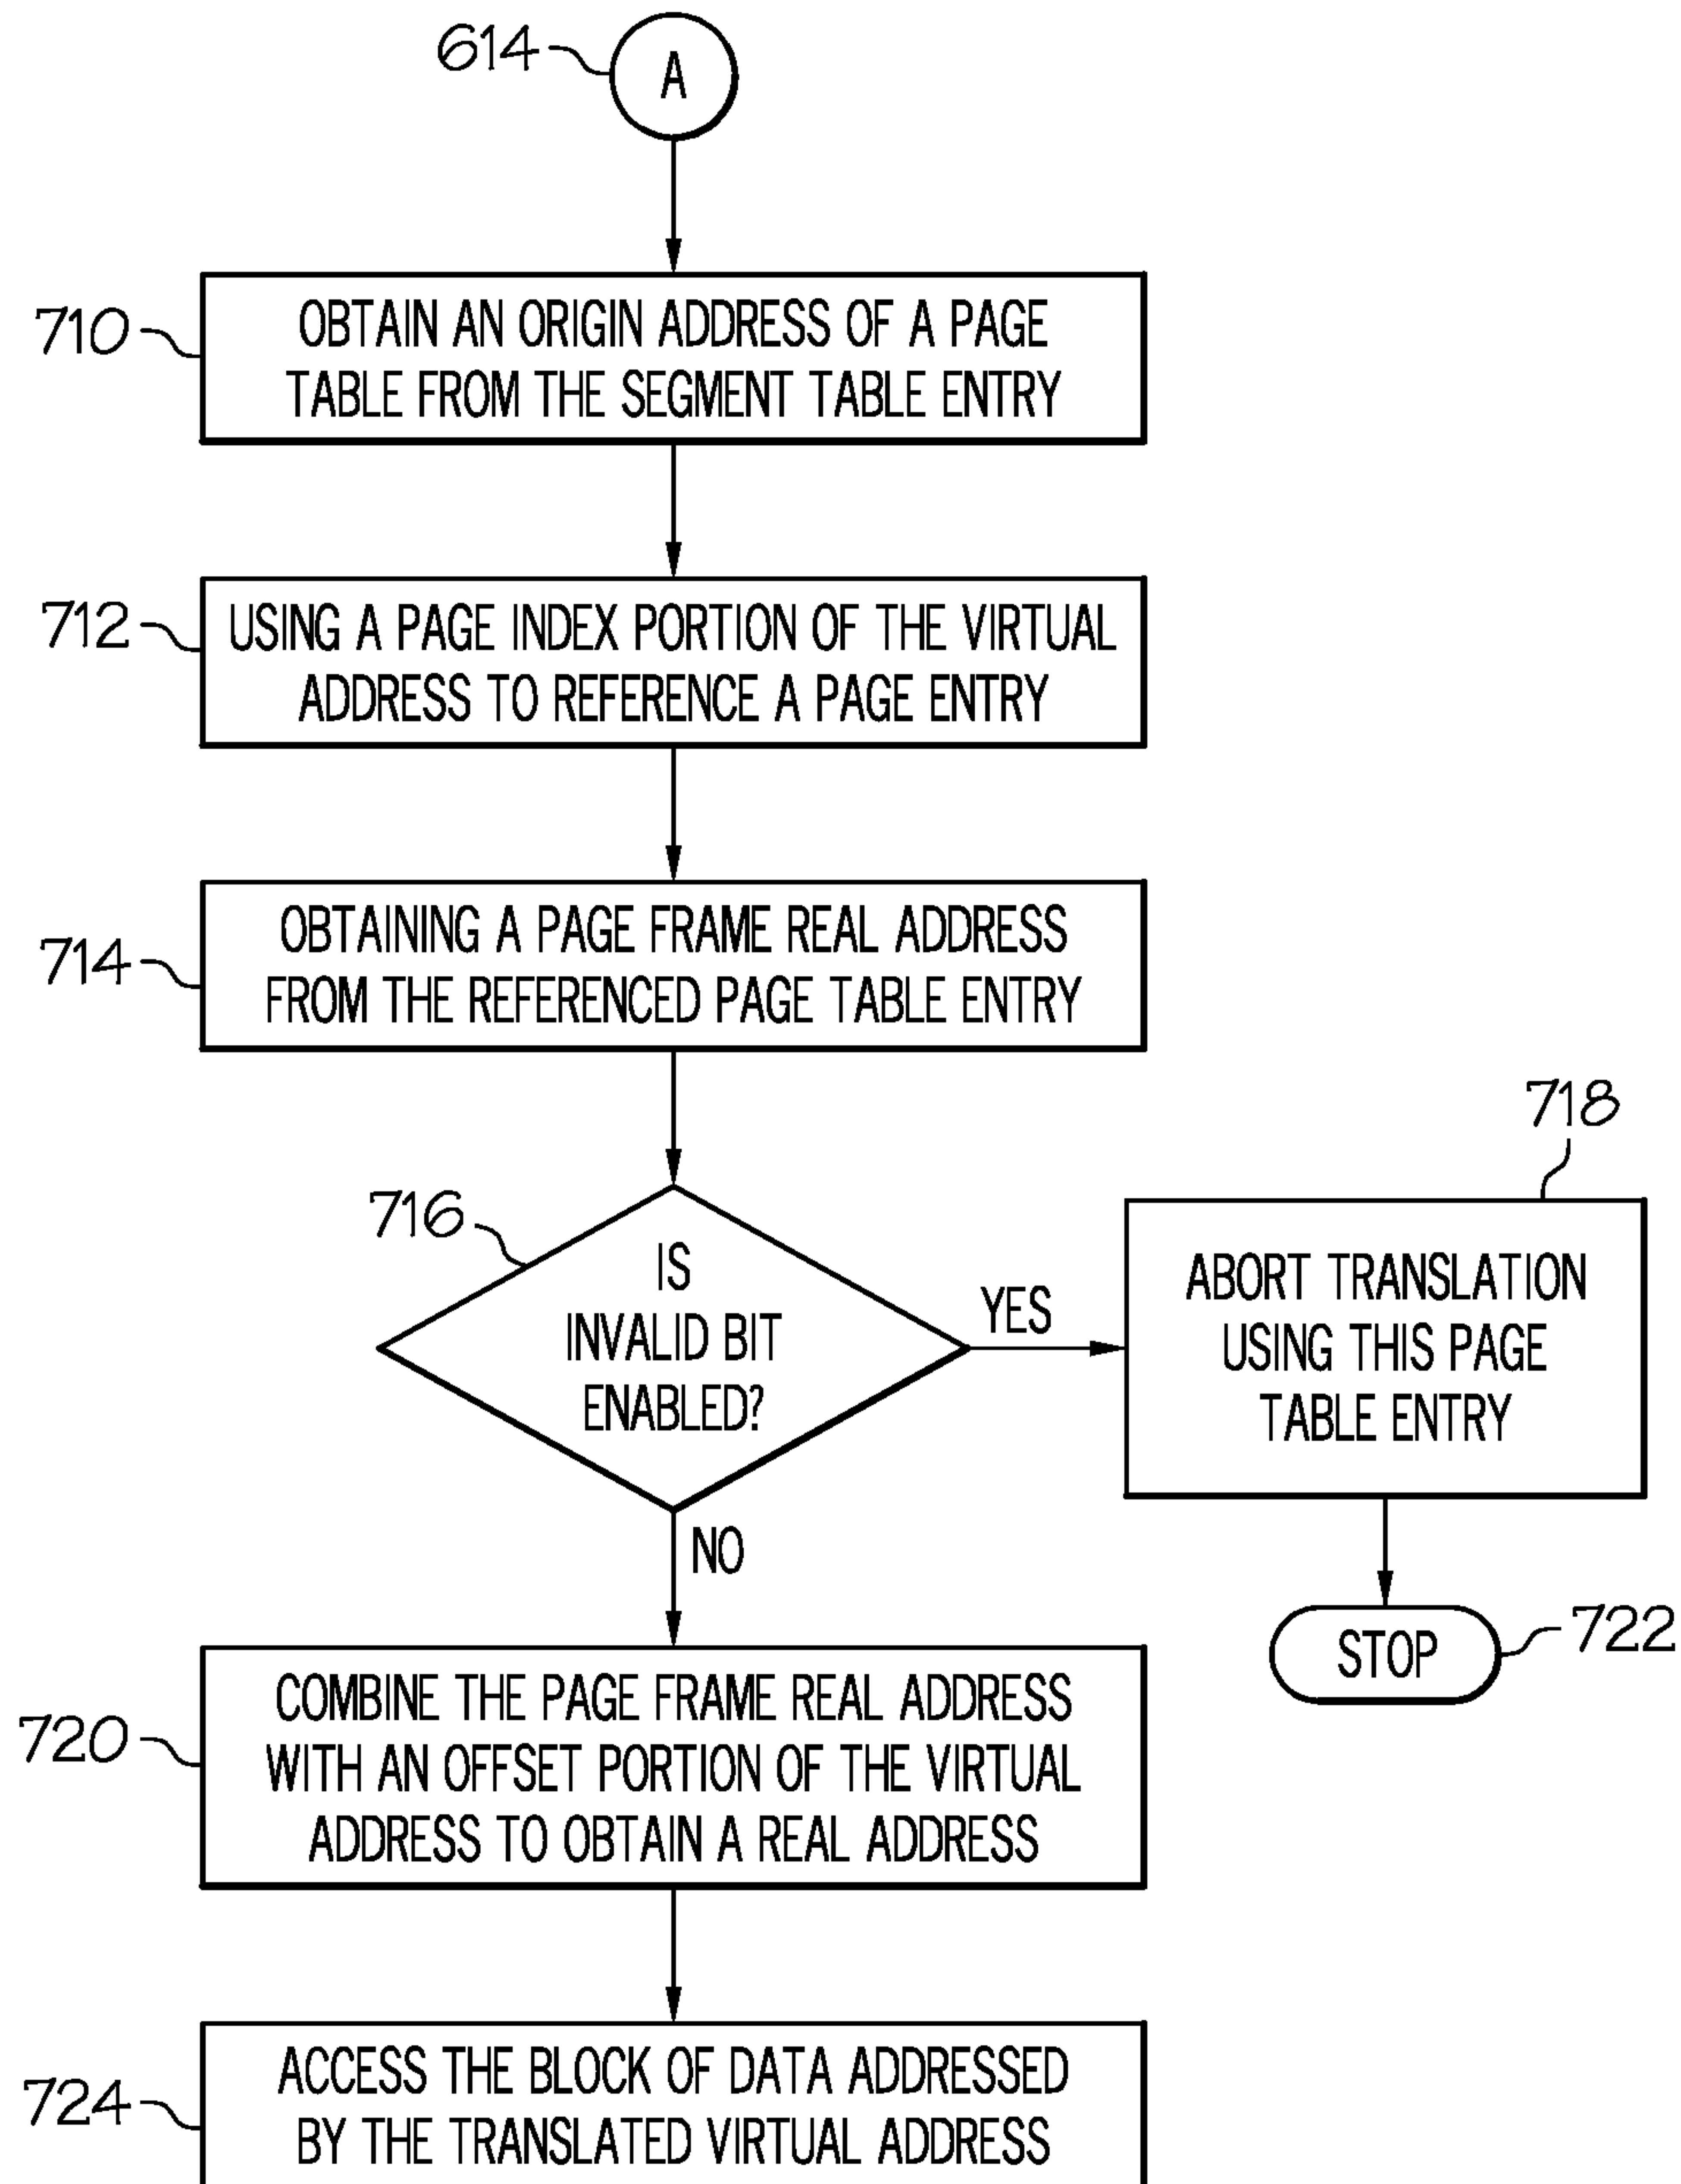 614
A
710
OBTAIN AN ORIGIN ADDRESS OF A PAGE
TABLE FROM THE SEGMENT TABLE ENTRY
712
USING A PAGE INDEX PORTION OF THE VIRTUAL
ADDRESS TO REFERENCE A PAGE ENTRY
714
OBTAINING A PAGE FRAME REAL ADDRESS
FROM THE REFERENCED PAGE TABLE ENTRY
716
IS
INVALID BIT
ENABLED?
YES
718
ABORT TRANSLATION
USING THIS PAGE
TABLE ENTRY
NO
722
STOP
720
COMBINE THE PAGE FRAME REAL ADDRESS
WITH AN OFFSET PORTION OF THE VIRTUAL
ADDRESS TO OBTAIN A REAL ADDRESS
724
ACCESS THE BLOCK OF DATA ADDRESSED
BY THE TRANSLATED VIRTUAL ADDRESS